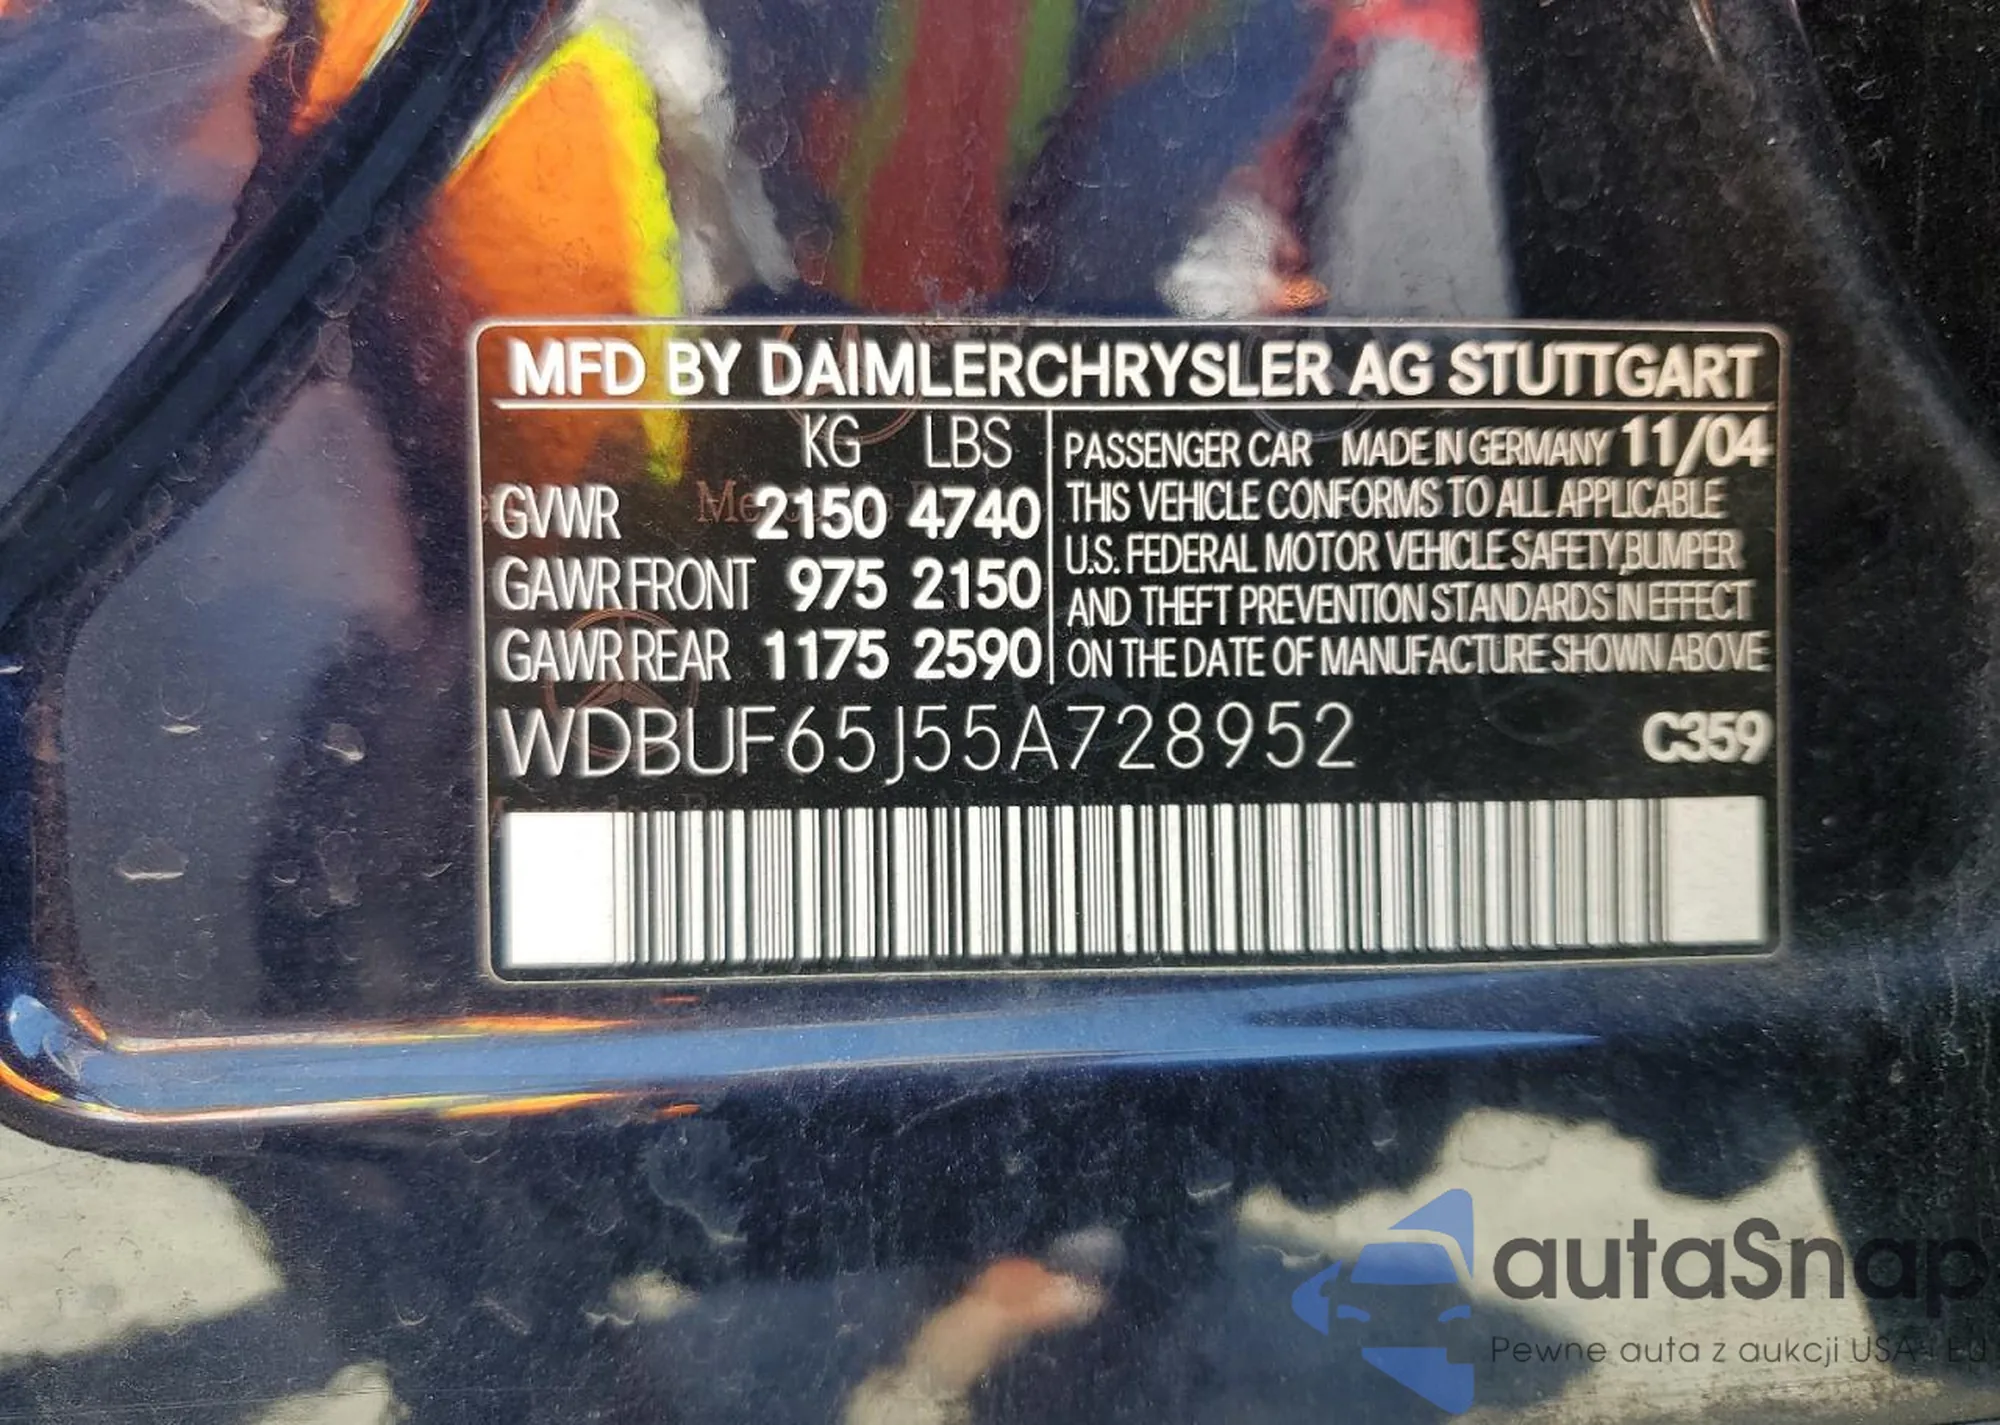 MFD BY DAIMLERCHRYSLER AG STUTTGART
KG LBS
GVWR 2150 4740
GAWR FRONT 975 2150
GAWR REAR 1175 2590
PASSENGER CAR MADE IN GERMANY 11/04
THIS VEHICLE CONFORMS TO ALL APPLICABLE
U.S. FEDERAL MOTOR VEHICLE SAFETY,BUMPER
AND THEFT PREVENTION STANDARDS IN EFFECT
ON THE DATE OF MANUFACTURE SHOWN ABOVE
WDBUF65J55A728952 C359
autaSnap
Pewne auta z aukcji USA i EU